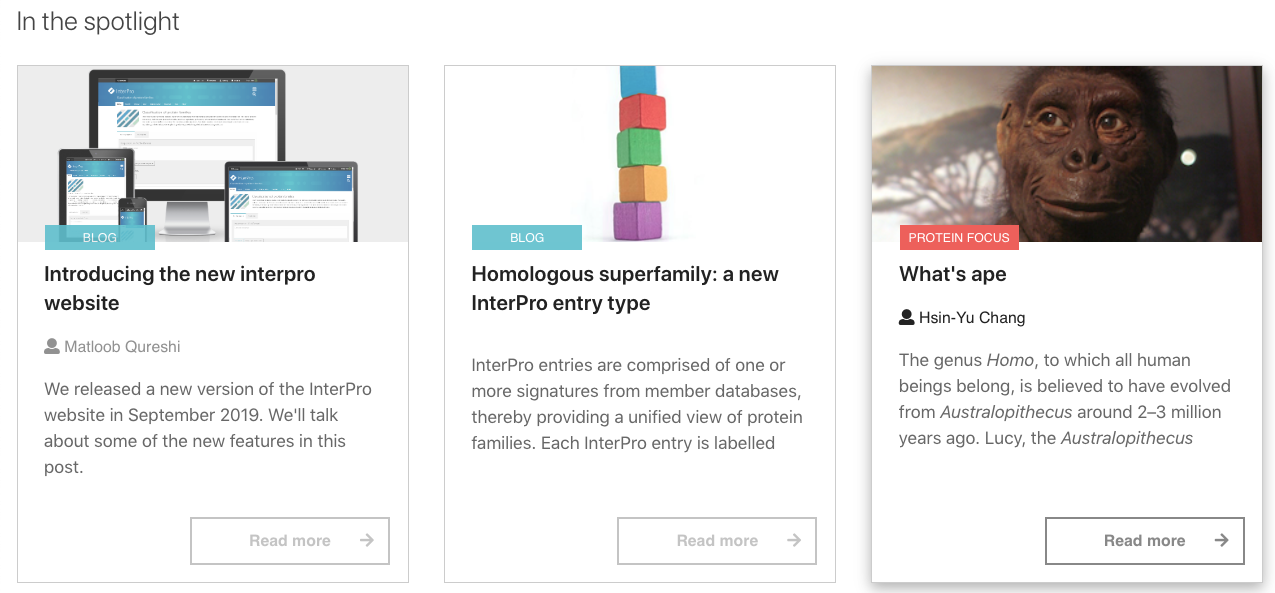 In the spotlight
BLOG
Introducing the new interpro
website
Matloob Qureshi
We released a new version of the InterPro
website in September 2019. We'll talk
about some of the new features in this
post.
Read more
BLOG
Homologous superfamily: a new
InterPro entry type
InterPro entries are comprised of one or
more signatures from member databases,
thereby providing a unified view of protein
families. Each InterPro entry is labelled
Read more
PROTEIN FOCUS
What's ape
Hsin-Yu Chang
The genus Homo, to which all human
beings belong, is believed to have evolved
from Australopithecus around 2–3 million
years ago. Lucy, the Australopithecus
Read more